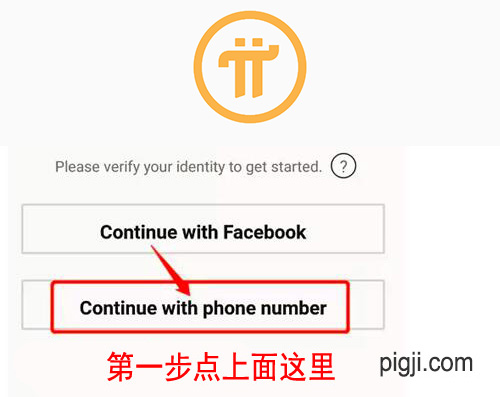 Please verify your identity to get started. ?
Continue with Facebook
Continue with phone number
第一步点上面这里
pigji.com